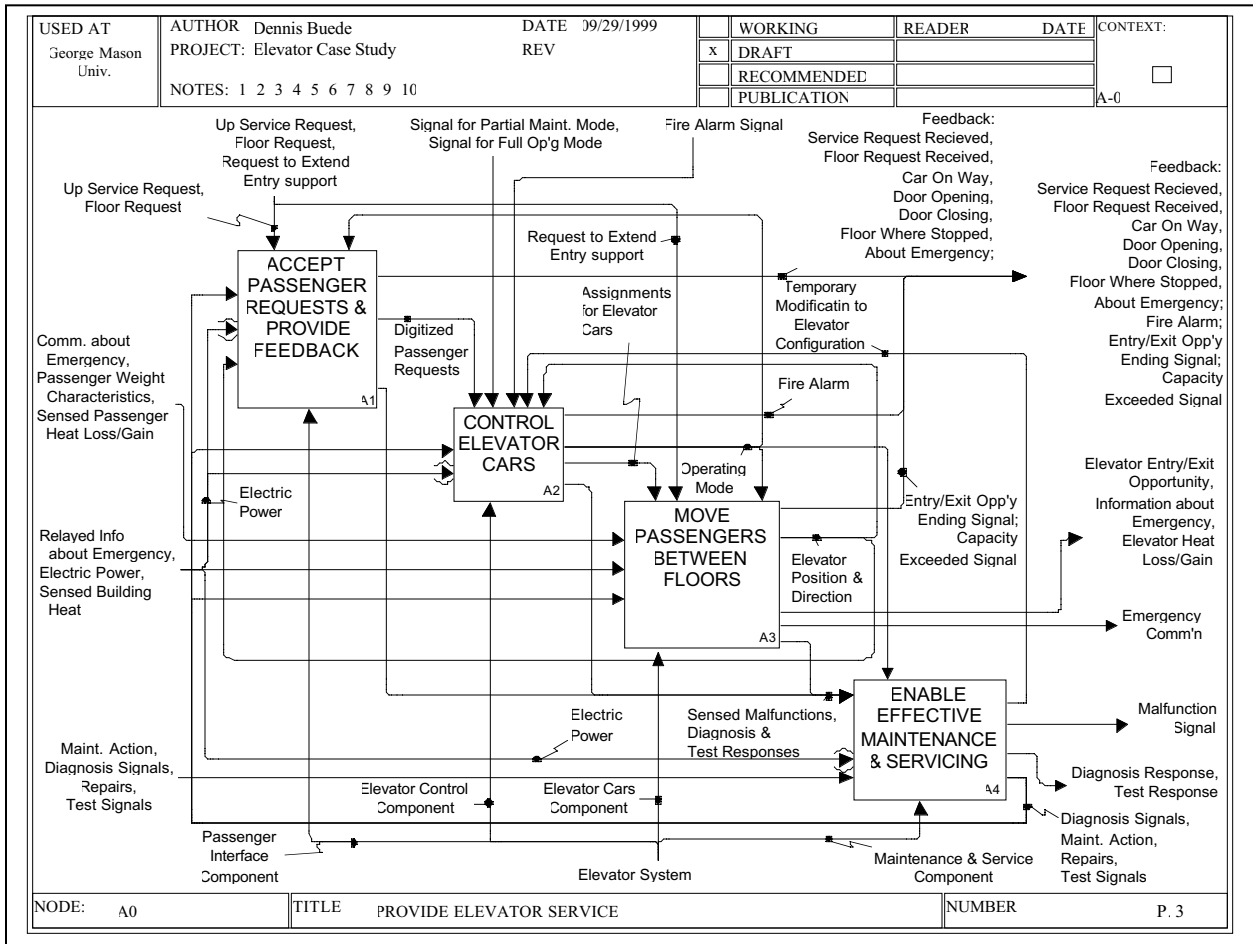 USED AT
George Mason
Univ.
AUTHOR Dennis Buede
DATE 09/29/1999
PROJECT: Elevator Case Study
REV
NOTES: 1 2 3 4 5 6 7 8 9 10
WORKING
x DRAFT
RECOMMENDED
PUBLICATION
READER DATE
CONTEXT:
A-0
Up Service Request,
Floor Request,
Request to Extend
Entry support
Signal for Partial Maint. Mode,
Signal for Full Op'g Mode
Fire Alarm Signal
Feedback:
Service Request Recieved,
Floor Request Received,
Car On Way,
Door Opening,
Door Closing,
Floor Where Stopped,
About Emergency;
Feedback:
Service Request Recieved,
Floor Request Received,
Car On Way,
Door Opening,
Door Closing,
Floor Where Stopped,
About Emergency;
Fire Alarm;
Entry/Exit Opp'y
Ending Signal;
Capacity
Exceeded Signal
Up Service Request,
Floor Request
Request to Extend
Entry support
ACCEPT
PASSENGER
REQUESTS &
PROVIDE
FEEDBACK
A1
Digitized
Passenger
Requests
Assignments
for Elevator
Cars
Temporary
Modificatin to
Elevator
Configuration
Comm. about
Emergency,
Passenger Weight
Characteristics,
Sensed Passenger
Heat Loss/Gain
Fire Alarm
CONTROL
ELEVATOR
CARS
A2
Operating
Mode
Elevator Entry/Exit
Opportunity,
Information about
Emergency,
Elevator Heat
Loss/Gain
Electric
Power
Entry/Exit Opp'y
Ending Signal;
Capacity
Exceeded Signal
MOVE
PASSENGERS
BETWEEN
FLOORS
A3
Relayed Info
about Emergency,
Electric Power,
Sensed Building
Heat
Elevator
Position &
Direction
Emergency
Comm'n
ENABLE
EFFECTIVE
MAINTENANCE
& SERVICING
A4
Malfunction
Signal
Electric
Power
Sensed Malfunctions,
Diagnosis &
Test Responses
Maint. Action,
Diagnosis Signals,
Repairs,
Test Signals
Diagnosis Response,
Test Response
Elevator Control
Component
Elevator Cars
Component
Diagnosis Signals,
Maint. Action,
Repairs,
Test Signals
Passenger
Interface
Component
Elevator System
Maintenance & Service
Component
NODE: A0
TITLE PROVIDE ELEVATOR SERVICE
NUMBER P. 3